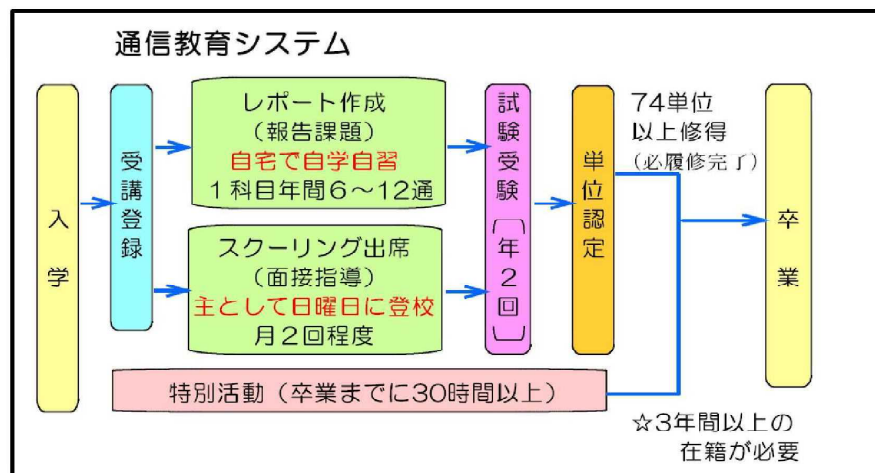 通信教育システム
入学
受講登録
レポート作成
(報告課題)
自宅で自学自習
1科目年間6～12通
スクーリング出席
(面接指導)
主として日曜日に登校
月2回程度
試験受験(年2回)
単位認定
74単位
以上修得
(必履修完了)
卒業
特別活動(卒業までに30時間以上)
☆3年間以上の
在籍が必要